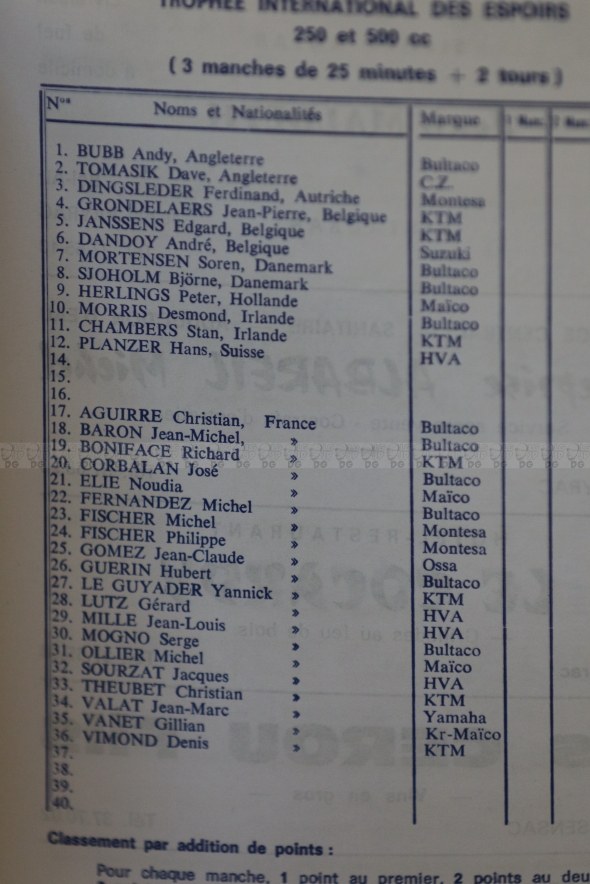 TROPHÉE INTERNATIONAL DES ESPOIRS
250 et 500 cc
( 3 manches de 25 minutes + 2 tours )
Nos Noms et Nationalités Marque 1 Man. 2 Man.
1. BUBB Andy, Angleterre Bultaco
2. TOMASIK Dave, Angleterre C.Z.
3. DINGSLEDER Ferdinand, Autriche Montesa
4. GRONDELAERS Jean-Pierre, Belgique KTM
5. JANSSENS Edgard, Belgique KTM
6. DANDOY André, Belgique Suzuki
7. MORTENSEN Soren, Danemark Bultaco
8. SJOHOLM Björne, Danemark Bultaco
9. HERLINGS Peter, Hollande Maïco
10. MORRIS Desmond, Irlande Bultaco
11. CHAMBERS Stan, Irlande KTM
12. PLANZER Hans, Suisse HVA
14.
15.
16.
17. AGUIRRE Christian, France Bultaco
18. BARON Jean-Michel, » Bultaco
19. BONIFACE Richard » KTM
20. CORBALAN José » Bultaco
21. ELIE Noudia » Maïco
22. FERNANDEZ Michel » Bultaco
23. FISCHER Michel » Montesa
24. FISCHER Philippe » Montesa
25. GOMEZ Jean-Claude » Ossa
26. GUERIN Hubert » Bultaco
27. LE GUYADER Yannick » KTM
28. LUTZ Gérard » HVA
29. MILLE Jean-Louis » HVA
30. MOGNO Serge » Bultaco
31. OLLIER Michel » Maïco
32. SOURZAT Jacques » HVA
33. THEUBET Christian » KTM
34. VALAT Jean-Marc » Yamaha
35. VANET Gillian » Kr-Maïco
36. VIMOND Denis » KTM
37.
38.
39.
40.
Classement par addition de points :
Pour chaque manche, 1 point au premier, 2 points au deu